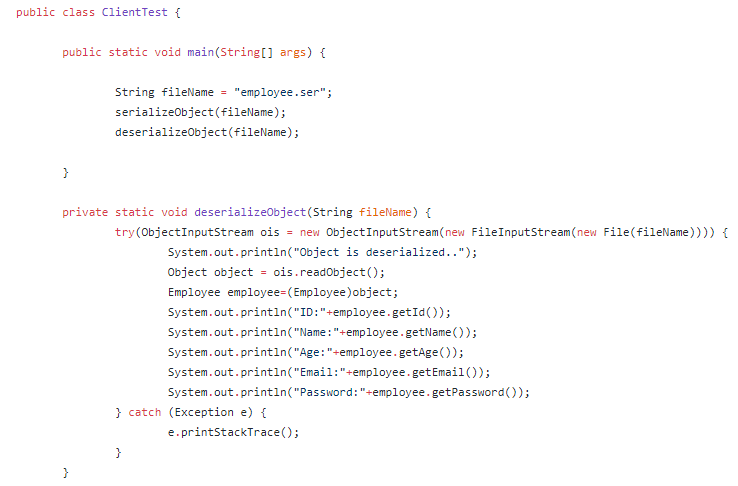 public class ClientTest {
public static void main(String[] args) {
String fileName = "employee.ser";
serializeObject(fileName);
deserializeObject(fileName);
}
private static void deserializeObject(String fileName) {
try(ObjectInputStream ois = new ObjectInputStream(new FileInputStream(new File(fileName)))) {
System.out.println("Object is deserialized..");
Object object = ois.readObject();
Employee employee=(Employee)object;
System.out.println("ID:"+employee.getId());
System.out.println("Name:"+employee.getName());
System.out.println("Age:"+employee.getAge());
System.out.println("Email:"+employee.getEmail());
System.out.println("Password:"+employee.getPassword());
} catch (Exception e) {
e.printStackTrace();
}
}